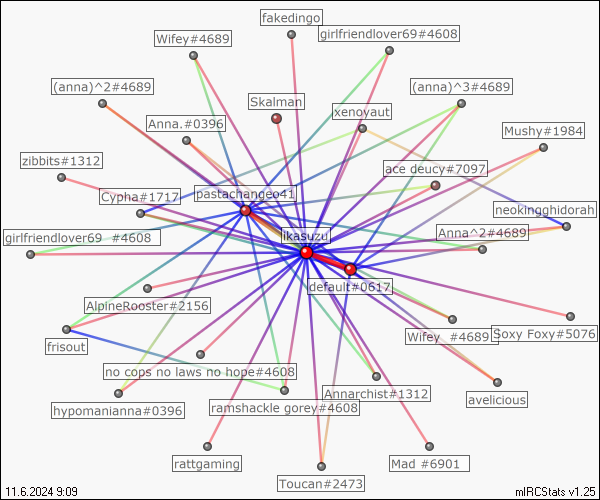 fakedingo
girlfriendlover69#4608
Wifey#4689
(anna)^2#4689
(anna)^3#4689
Skalman
xenoyaut
Anna.#0396
Mushy#1984
zibbits#1312
ace deucy#7097
Cypha#1717
pastachangeo41
neokingghidorah
girlfriendlover69  #4608
ikasuzu
Anna^2#4689
default#0617
AlpineRooster#2156
Wifey  #4689
Soxy Foxy#5076
frisout
no cops no laws no hope#4608
Annarchist#1312
avelicious
hypomanianna#0396
ramshackle gorey#4608
rattgaming
Mad #6901
Toucan#2473
11.6.2024 9:09
mIRCStats v1.25